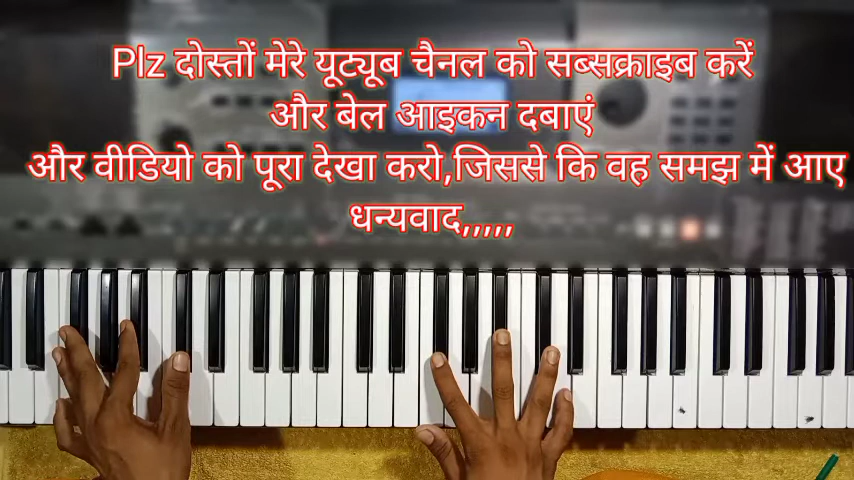 Plz दोस्तों मेरे यूट्यूब चैनल को सब्सक्राइब करें
और बेल आइकन दबाएं
और वीडियो को पूरा देखा करो,जिससे कि वह समझ में आए
धन्यवाद,,,,,